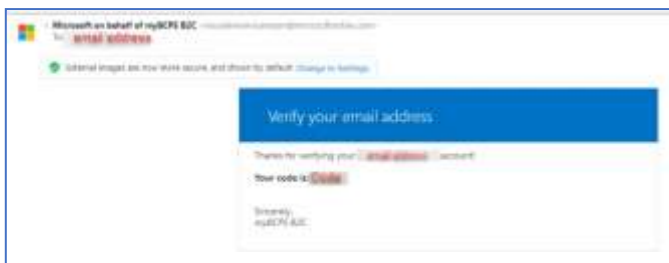 Microsoft on behalf of myBCPS B2C
To: email address
External images are now more secure, and shown by default. Change in Settings
Verify your email address
Thanks for verifying your email address account!
Your code is: Code
Sincerely,
myBCPS B2C